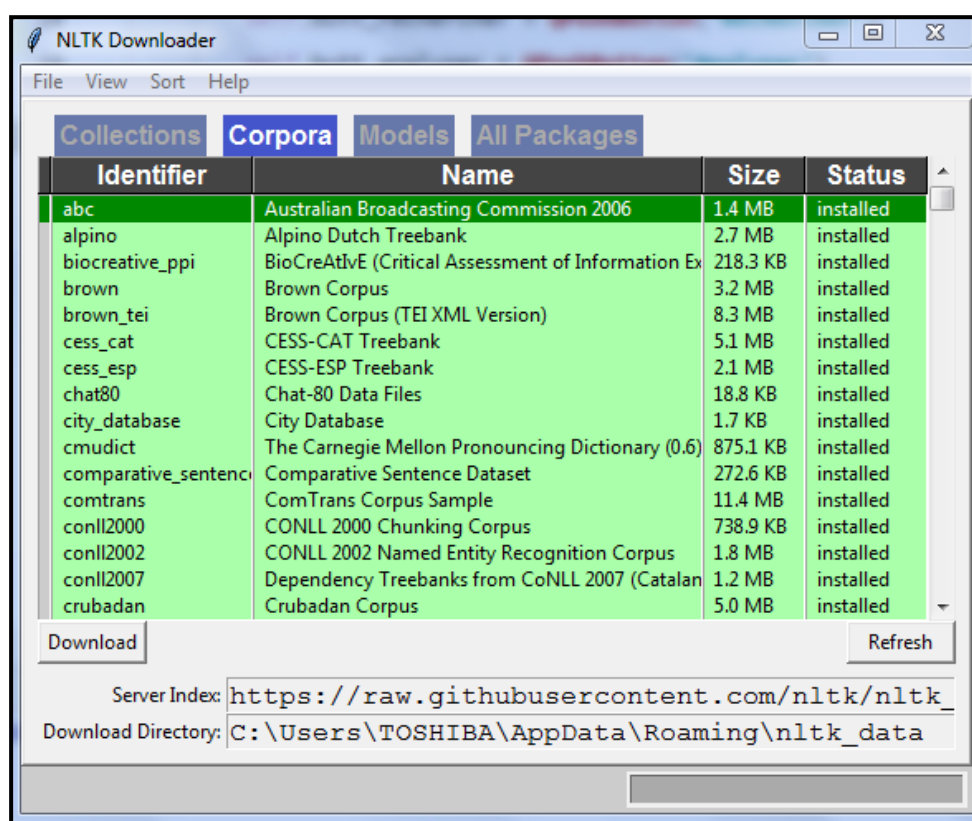 NLTK Downloader
File View Sort Help
Collections Corpora Models All Packages
Identifier Name Size Status
abc Australian Broadcasting Commission 2006 1.4 MB installed
alpino Alpino Dutch Treebank 2.7 MB installed
biocreative_ppi BioCreAtIvE (Critical Assessment of Information Ex 218.3 KB installed
brown Brown Corpus 3.2 MB installed
brown_tei Brown Corpus (TEI XML Version) 8.3 MB installed
cess_cat CESS-CAT Treebank 5.1 MB installed
cess_esp CESS-ESP Treebank 2.1 MB installed
chat80 Chat-80 Data Files 18.8 KB installed
city_database City Database 1.7 KB installed
cmudict The Carnegie Mellon Pronouncing Dictionary (0.6) 875.1 KB installed
comparative_sentenc Comparative Sentence Dataset 272.6 KB installed
comtrans ComTrans Corpus Sample 11.4 MB installed
conll2000 CONLL 2000 Chunking Corpus 738.9 KB installed
conll2002 CONLL 2002 Named Entity Recognition Corpus 1.8 MB installed
conll2007 Dependency Treebanks from CoNLL 2007 (Catalan 1.2 MB installed
crubadan Crubadan Corpus 5.0 MB installed
Download Refresh
Server Index: https://raw.githubusercontent.com/nltk/nltk_
Download Directory: C:\Users\TOSHIBA\AppData\Roaming\nltk_data